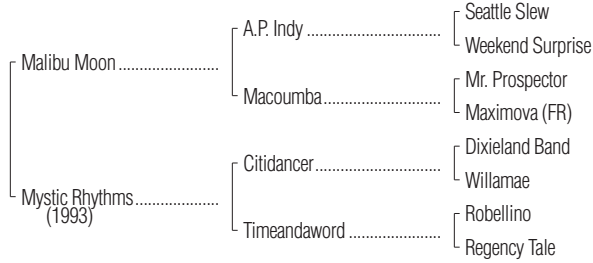 Seattle Slew
A.P. Indy ..............................
Weekend Surprise
Malibu Moon ......................
Mr. Prospector
Macoumba..........................
Maximova (FR)
Dixieland Band
Citidancer............................
Willamae
Mystic Rhythms...................
(1993)
Robellino
Timeandaword ....................
Regency Tale